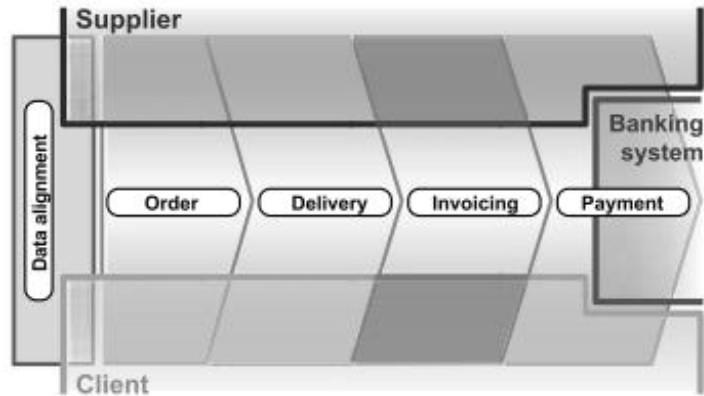 Supplier
Banking
system
Data alignment
Order
Delivery
Invoicing
Payment
Client